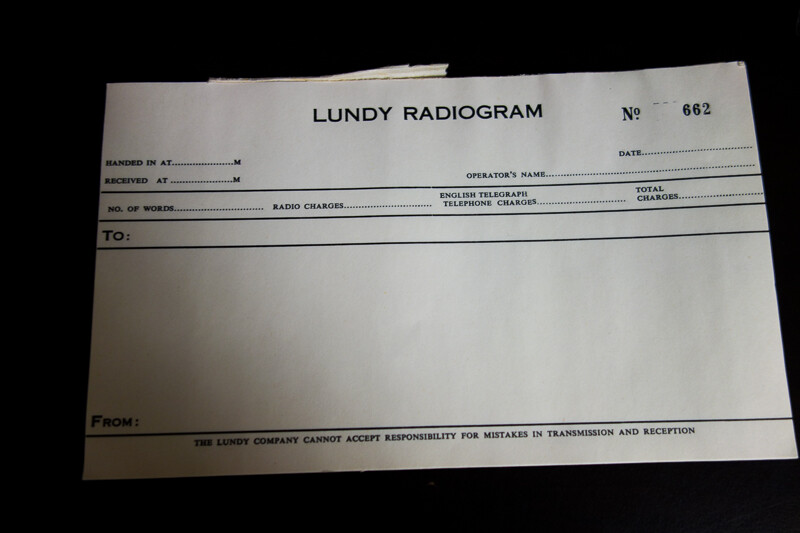 LUNDY RADIOGRAM
Nº 662
DATE
HANDED IN AT.....................M
RECEIVED AT .....................M
OPERATOR'S NAME
NO. OF WORDS
RADIO CHARGES
ENGLISH TELEGRAPH
TELEPHONE CHARGES
TOTAL
CHARGES
TO:
FROM:
THE LUNDY COMPANY CANNOT ACCEPT RESPONSIBILITY FOR MISTAKES IN TRANSMISSION AND RECEPTION